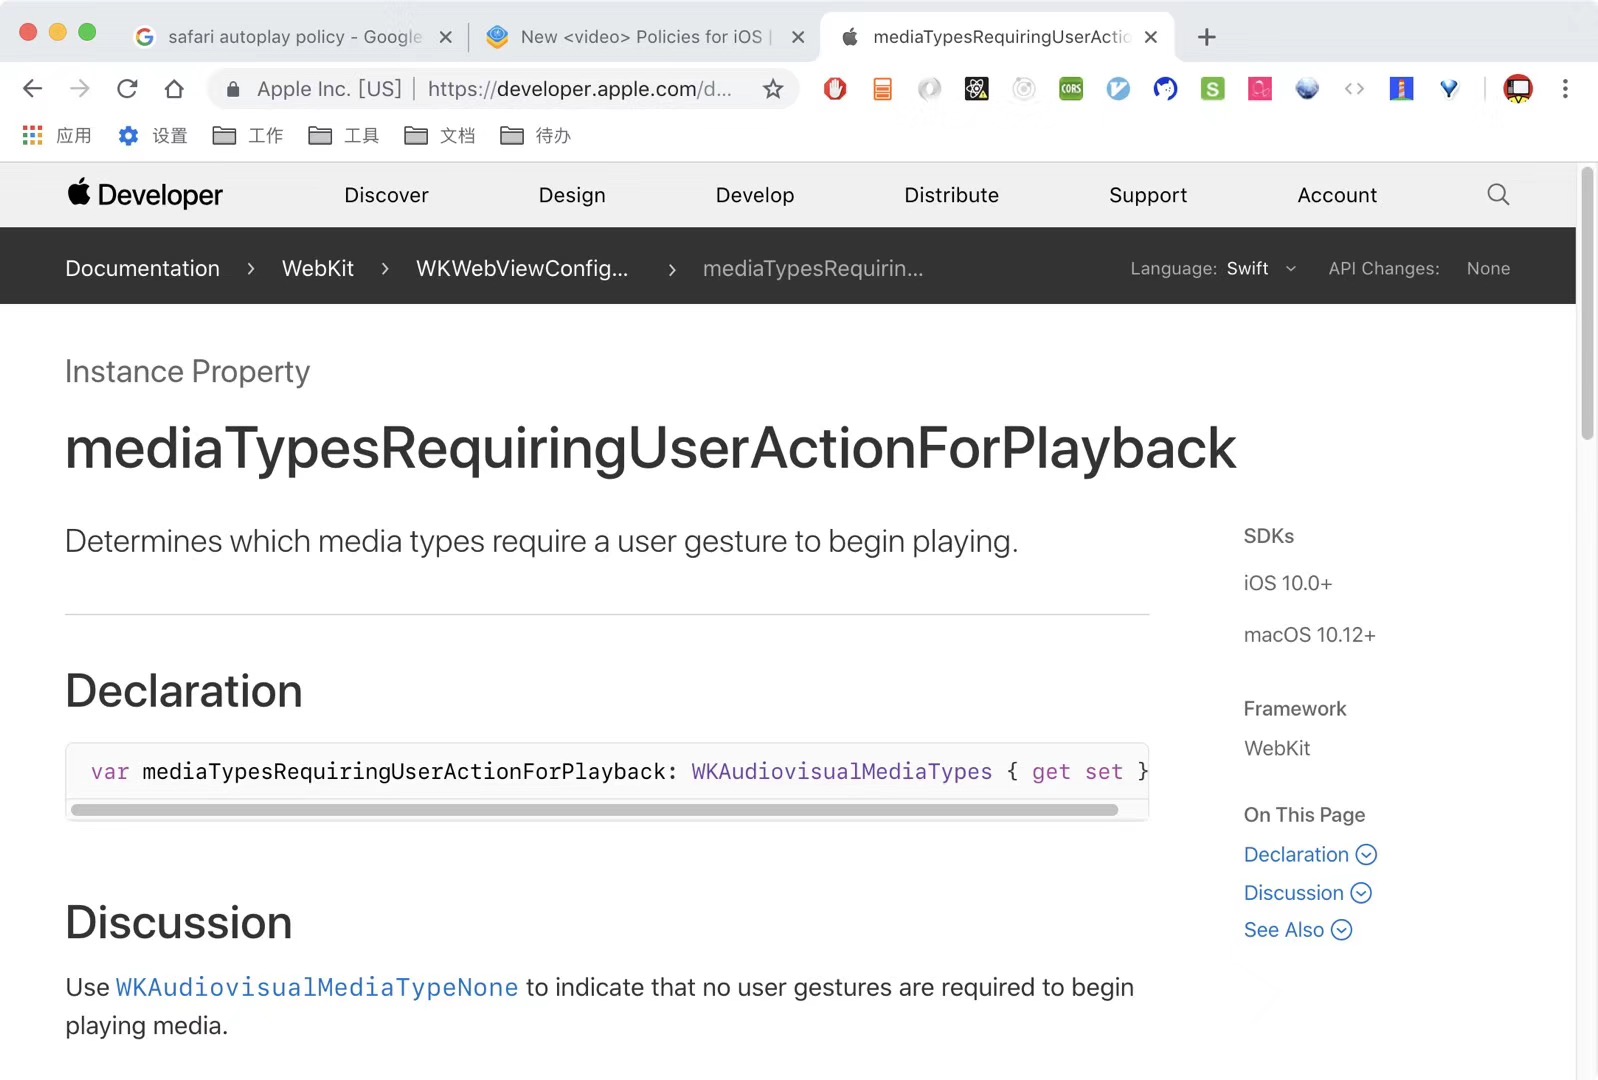 safari autoplay policy - Google
New <video> Policies for iOS |
mediaTypesRequiringUserActio
Apple Inc. [US] | https://developer.apple.com/d...
CORS
S
应用 设置 工作 工具 文档 待办
Developer Discover Design Develop Distribute Support Account
Documentation > WebKit > WKWebViewConfig... > mediaTypesRequirin... Language: Swift API Changes: None
Instance Property
mediaTypesRequiringUserActionForPlayback
Determines which media types require a user gesture to begin playing.
SDKs
iOS 10.0+
macOS 10.12+
Framework
WebKit
On This Page
Declaration
Discussion
See Also
Declaration
var mediaTypesRequiringUserActionForPlayback: WKAudiovisualMediaTypes { get set }
Discussion
Use WKAudiovisualMediaTypeNone to indicate that no user gestures are required to begin
playing media.